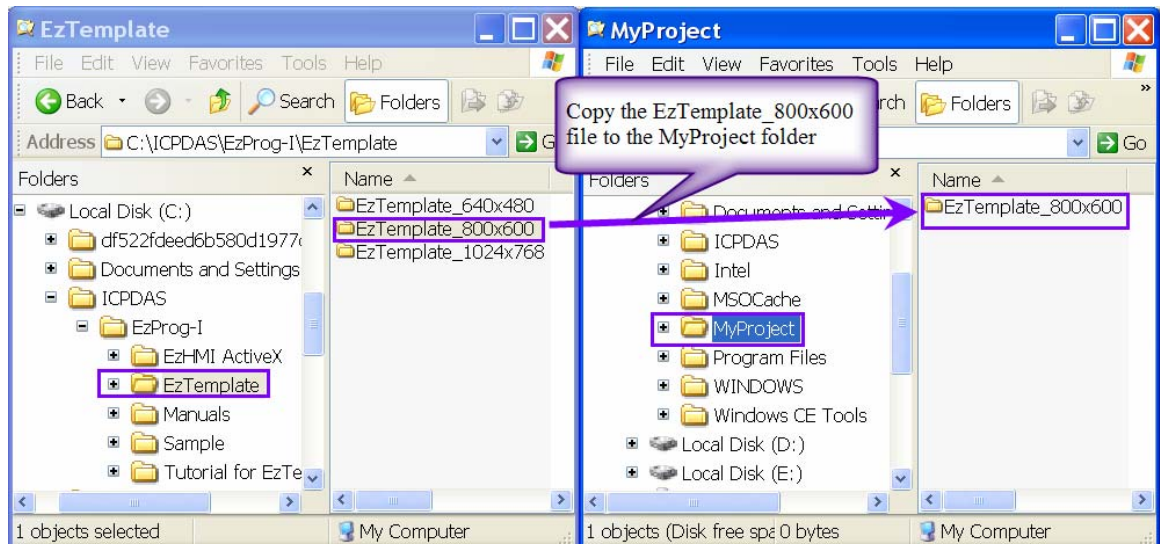 EzTemplate
File Edit View Favorites Tools Help
Back Search Folders
Address C:\ICPDAS\EzProg-I\EzTemplate G
Folders × Name
Local Disk (C:)
df522fdeed6b580d1977
Documents and Settings
ICPDAS
EzProg-I
EzHMI ActiveX
EzTemplate
Manuals
Sample
Tutorial for EzTe
EzTemplate_640x480
EzTemplate_800x600
EzTemplate_1024x768
1 objects selected My Computer
MyProject
File Edit View Favorites Tools Help
rch Folders »
Copy the EzTemplate_800x600
file to the MyProject folder
Go
Folders × Name
Documents and Settin
ICPDAS
Intel
MSOCache
MyProject
Program Files
WINDOWS
Windows CE Tools
Local Disk (D:)
Local Disk (E:)
EzTemplate_800x600
1 objects (Disk free spa 0 bytes My Computer